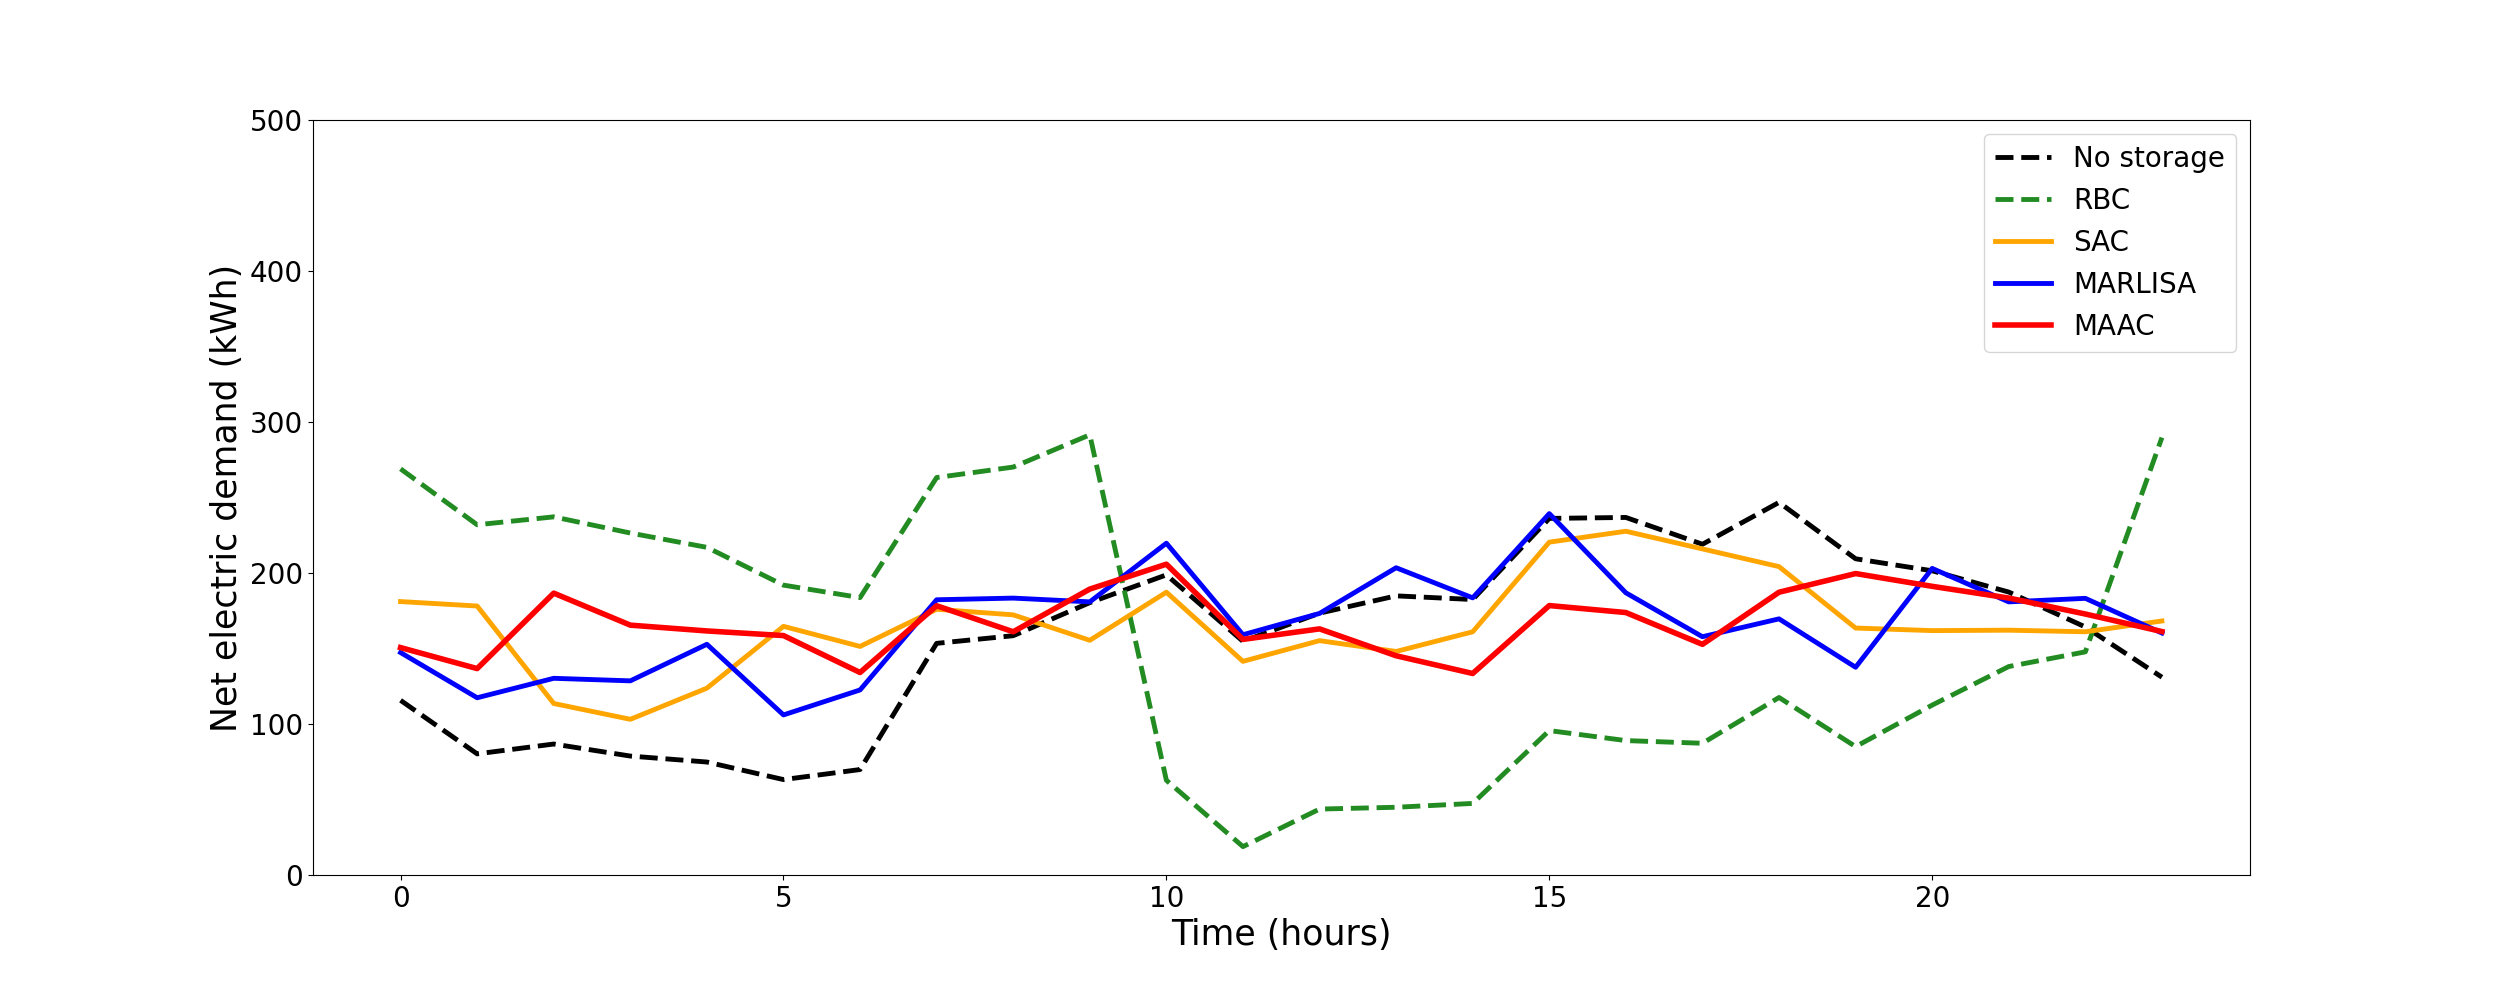 Net electric demand (kWh)
500
400
300
200
100
0
0 5 10 15 20
Time (hours)
No storage
RBC
SAC
MARLISA
MAAC